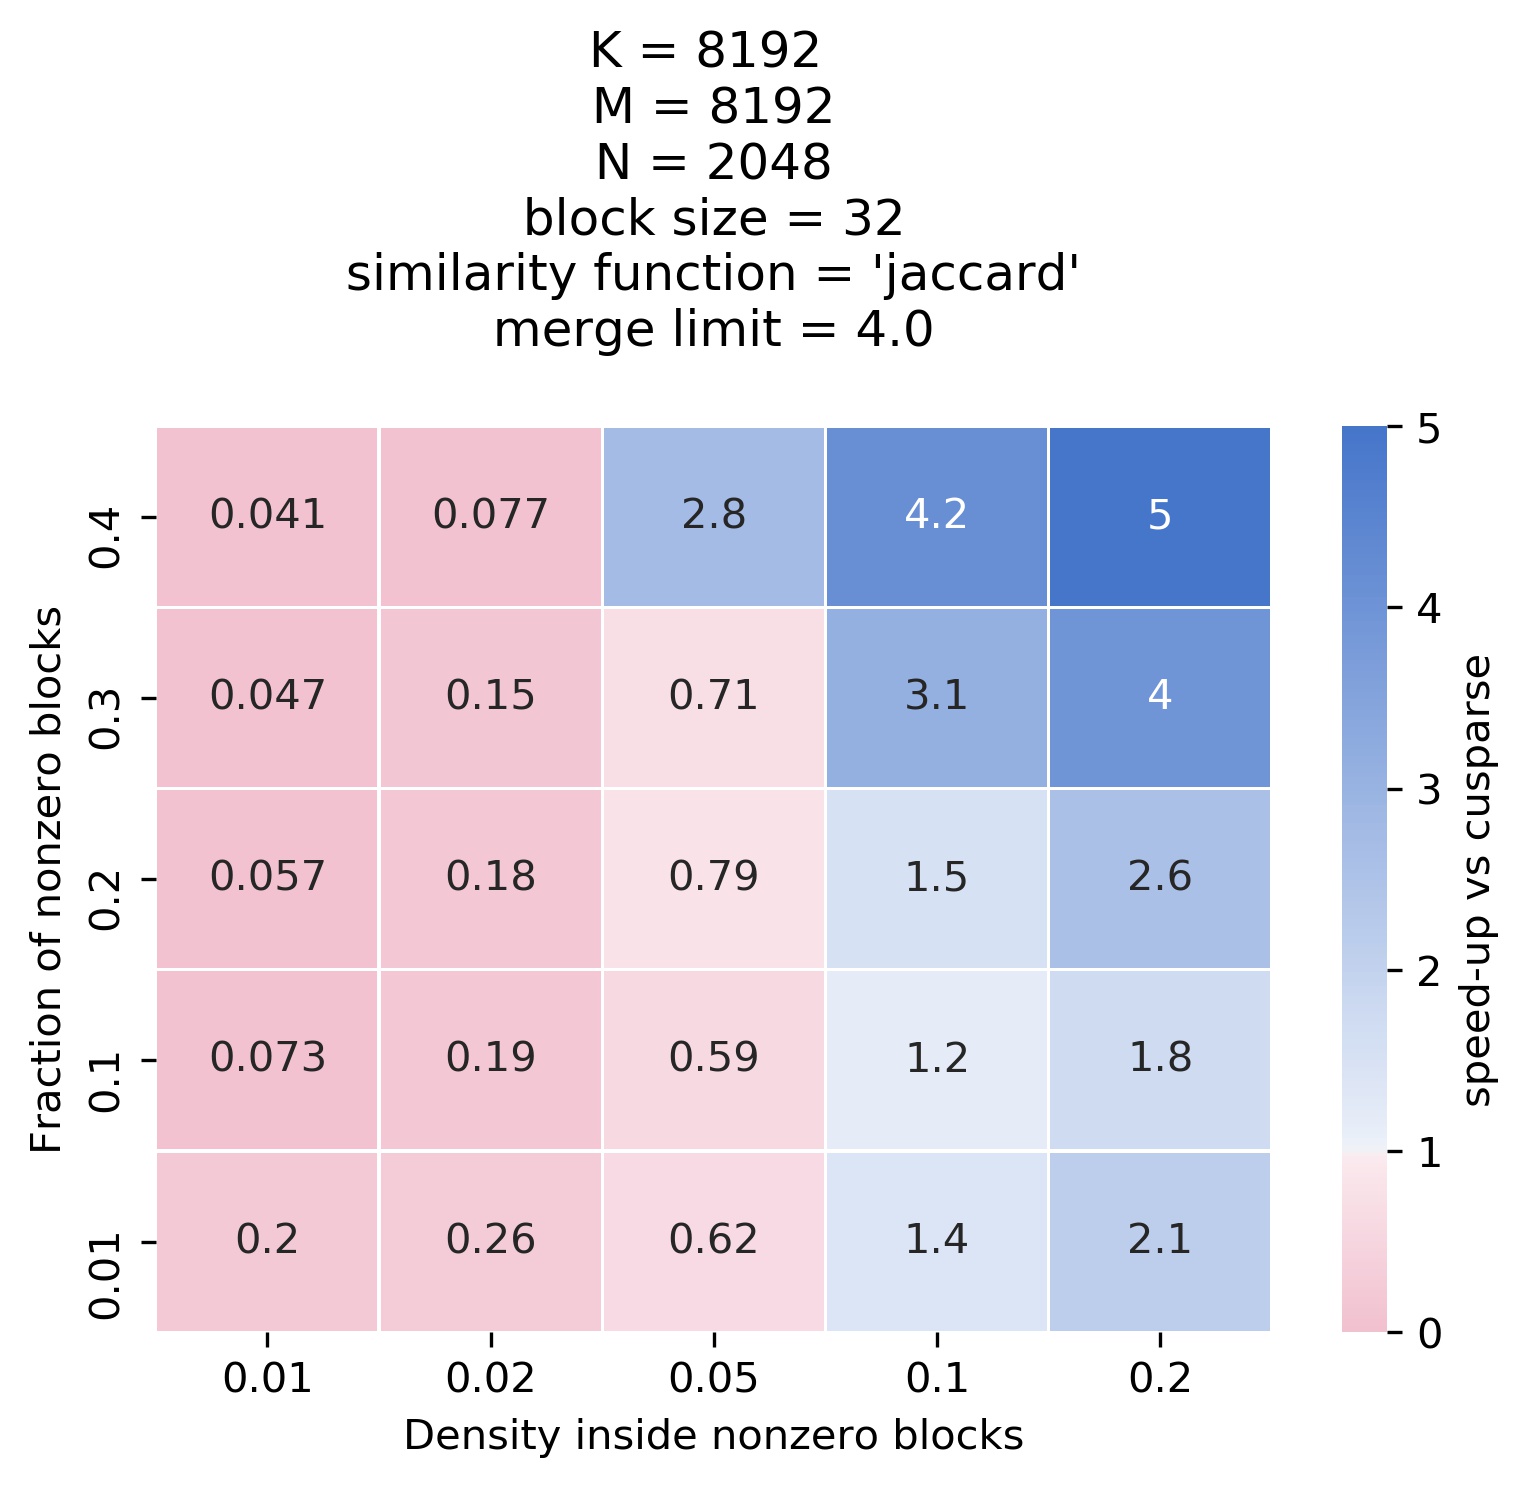 K = 8192
M = 8192
N = 2048
block size = 32
similarity function = 'jaccard'
merge limit = 4.0
Fraction of nonzero blocks
0.4 0.041 0.077 2.8 4.2 5
0.3 0.047 0.15 0.71 3.1 4
0.2 0.057 0.18 0.79 1.5 2.6
0.1 0.073 0.19 0.59 1.2 1.8
0.01 0.2 0.26 0.62 1.4 2.1
0.01 0.02 0.05 0.1 0.2
Density inside nonzero blocks
5
4
3
2
1
0
speed-up vs cusparse